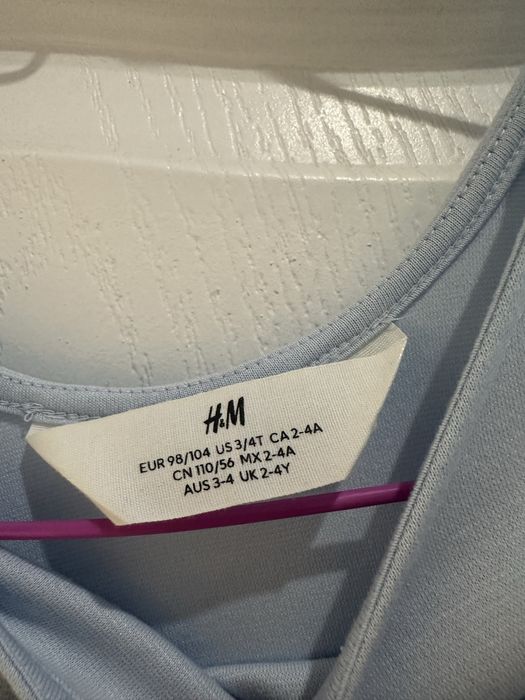 H&M
EUR 98/104 US 3/4T CA 2-4A
CN 110/56 MX 2-4A
AUS 3-4 UK 2-4Y